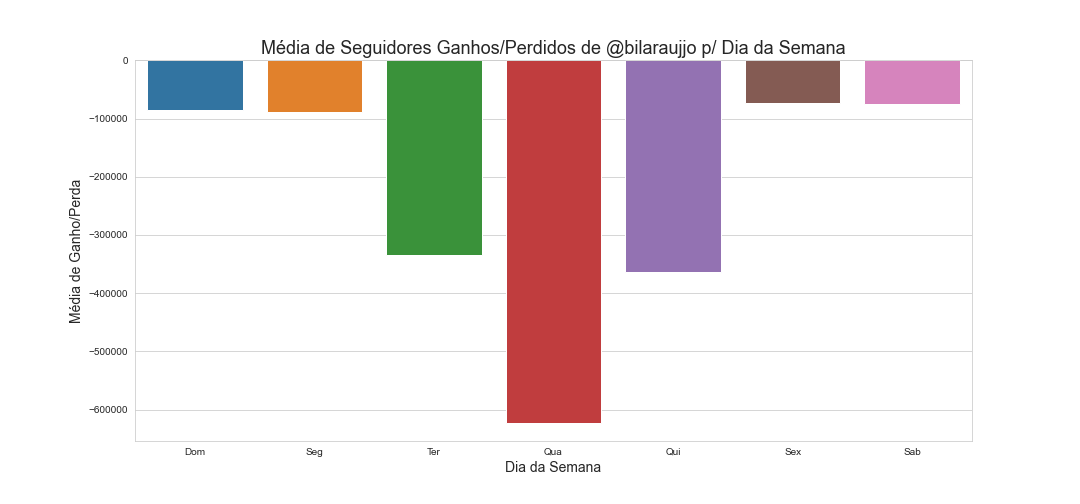 Média de Seguidores Ganhos/Perdidos de @bilaraujjo p/ Dia da Semana
0
−100000
−200000
−300000
−400000
−500000
−600000
Média de Ganho/Perda
Dom Seg Ter Qua Qui Sex Sab
Dia da Semana